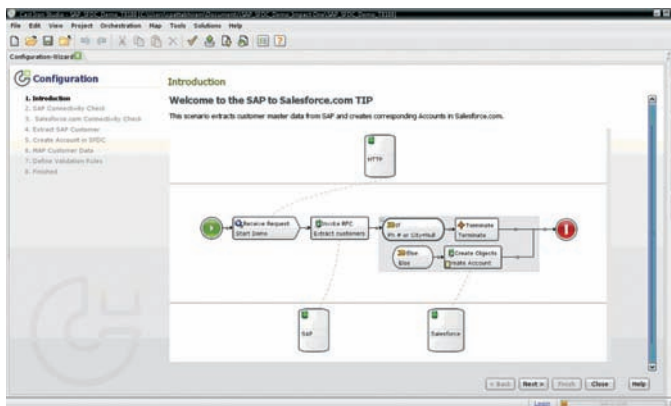 File Edit View Project Orchestration Map Tools Solutions Help
Configuration-Wizard
Configuration
1. Introduction
2. SAP Connectivity Check
3. Salesforce.com Connectivity Check
4. Extract SAP Customer
5. Create Account in SFDC
6. MAP Customer Data
7. Define Validation Rules
8. Finished
Introduction
Welcome to the SAP to Salesforce.com TIP
This scenario extracts customer master data from SAP and creates corresponding Accounts in Salesforce.com.
HTTP
Receive Request
Start Demo
Invoke RFC
Extract customers
If
Ph # or City=Null
Terminate
Terminate
Else
Else
Create Objects
Create Account
SAP
Salesforce
< Back Next > Finish Close Help